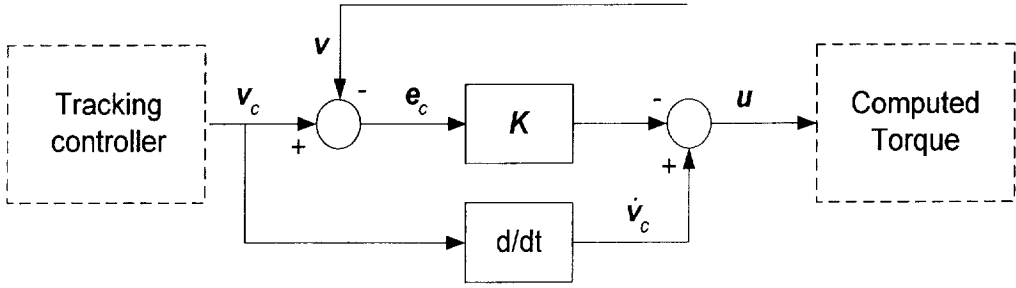 v
-
Tracking
controller
v_c
+
e_c
K
-
+
u
Computed
Torque
d/dt
v̇_c